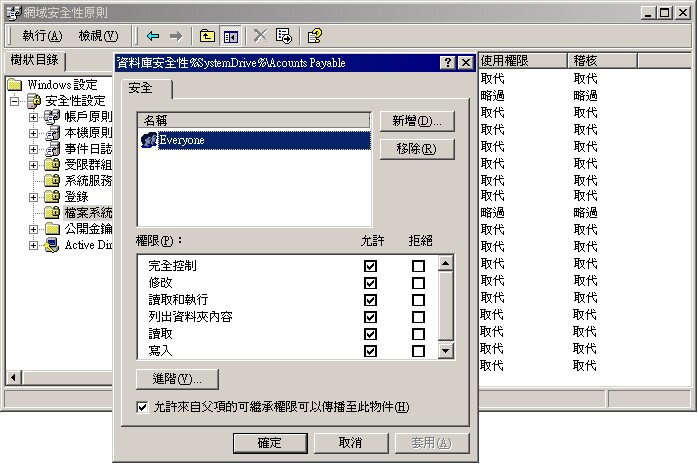 網域安全性原則
執行(A) 檢視(V)
樹狀目錄
Windows 設定
安全性設定
帳戶原則
本機原則
事件日誌
受限群組
系統服務
登錄
檔案系統
公開金鑰
Active Dir
資料庫安全性%SystemDrive%\Acounts Payable
安全
名稱
Everyone
新增(D)...
移除(R)
權限(P)： 允許 拒絕
完全控制
修改
讀取和執行
列出資料夾內容
讀取
寫入
進階(V)...
允許來自父項的可繼承權限可以傳播至此物件(H)
確定 取消 套用(A)
使用權限 稽核
取代 取代
略過 略過
取代 取代
取代 取代
取代 取代
取代 取代
取代 取代
取代 取代
略過 略過
取代 取代
取代 取代
取代 取代
取代 取代
取代 取代
取代 取代
取代 取代
取代 取代
取代 取代